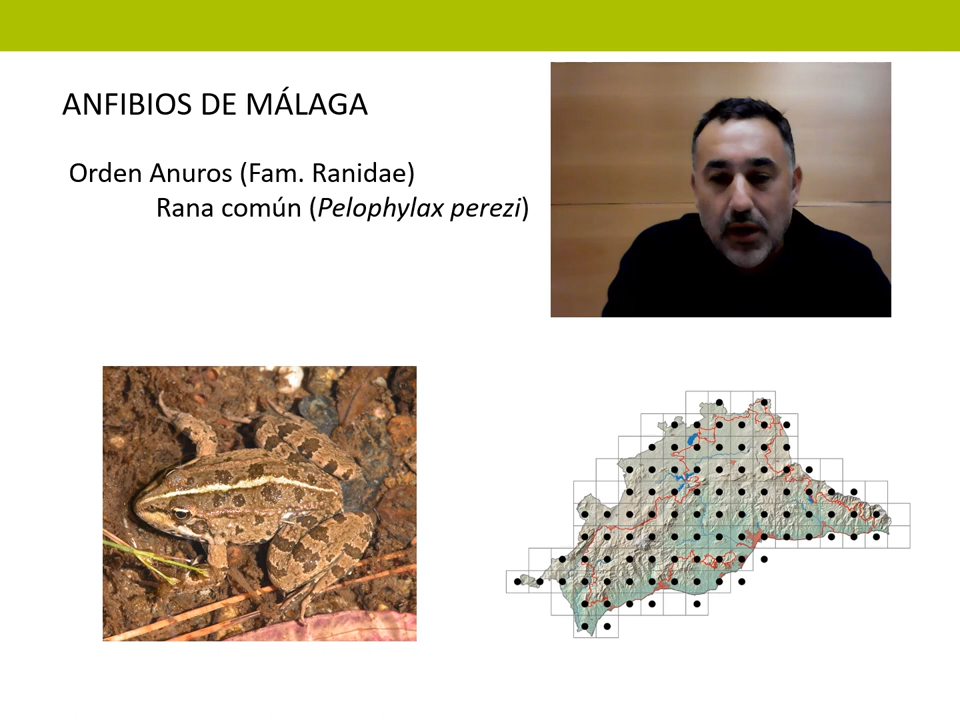 ANFIBIOS DE MÁLAGA
Orden Anuros (Fam. Ranidae)
Rana común (Pelophylax perezi)